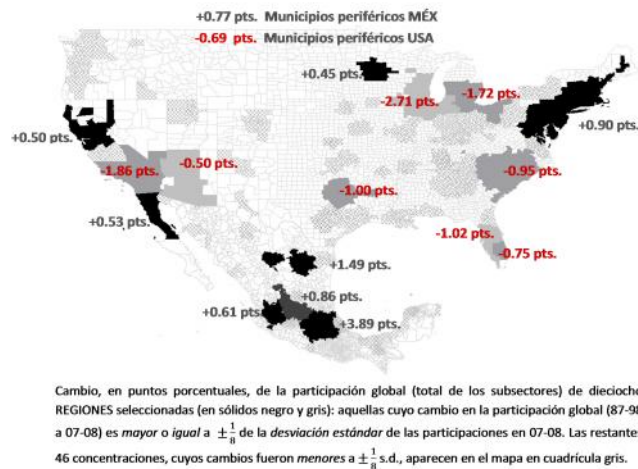 +0.77 pts. Municipios periféricos MÉX
-0.69 pts. Municipios periféricos USA
+0.45 pts.
-2.71 pts.
-1.72 pts.
+0.90 pts.
+0.50 pts.
-1.86 pts.
-0.50 pts.
-1.00 pts.
-0.95 pts.
+0.53 pts.
-1.02 pts.
-0.75 pts.
+1.49 pts.
+0.86 pts.
+0.61 pts.
+3.89 pts.
Cambio, en puntos porcentuales, de la participación global (total de los subsectores) de dieciocho
REGIONES seleccionadas (en sólidos negro y gris): aquellas cuyo cambio en la participación global (87-98
a 07-08) es mayor o igual a ±1/8 de la desviación estándar de las participaciones en 07-08. Las restantes
46 concentraciones, cuyos cambios fueron menores a ±1/8 s.d., aparecen en el mapa en cuadrícula gris.